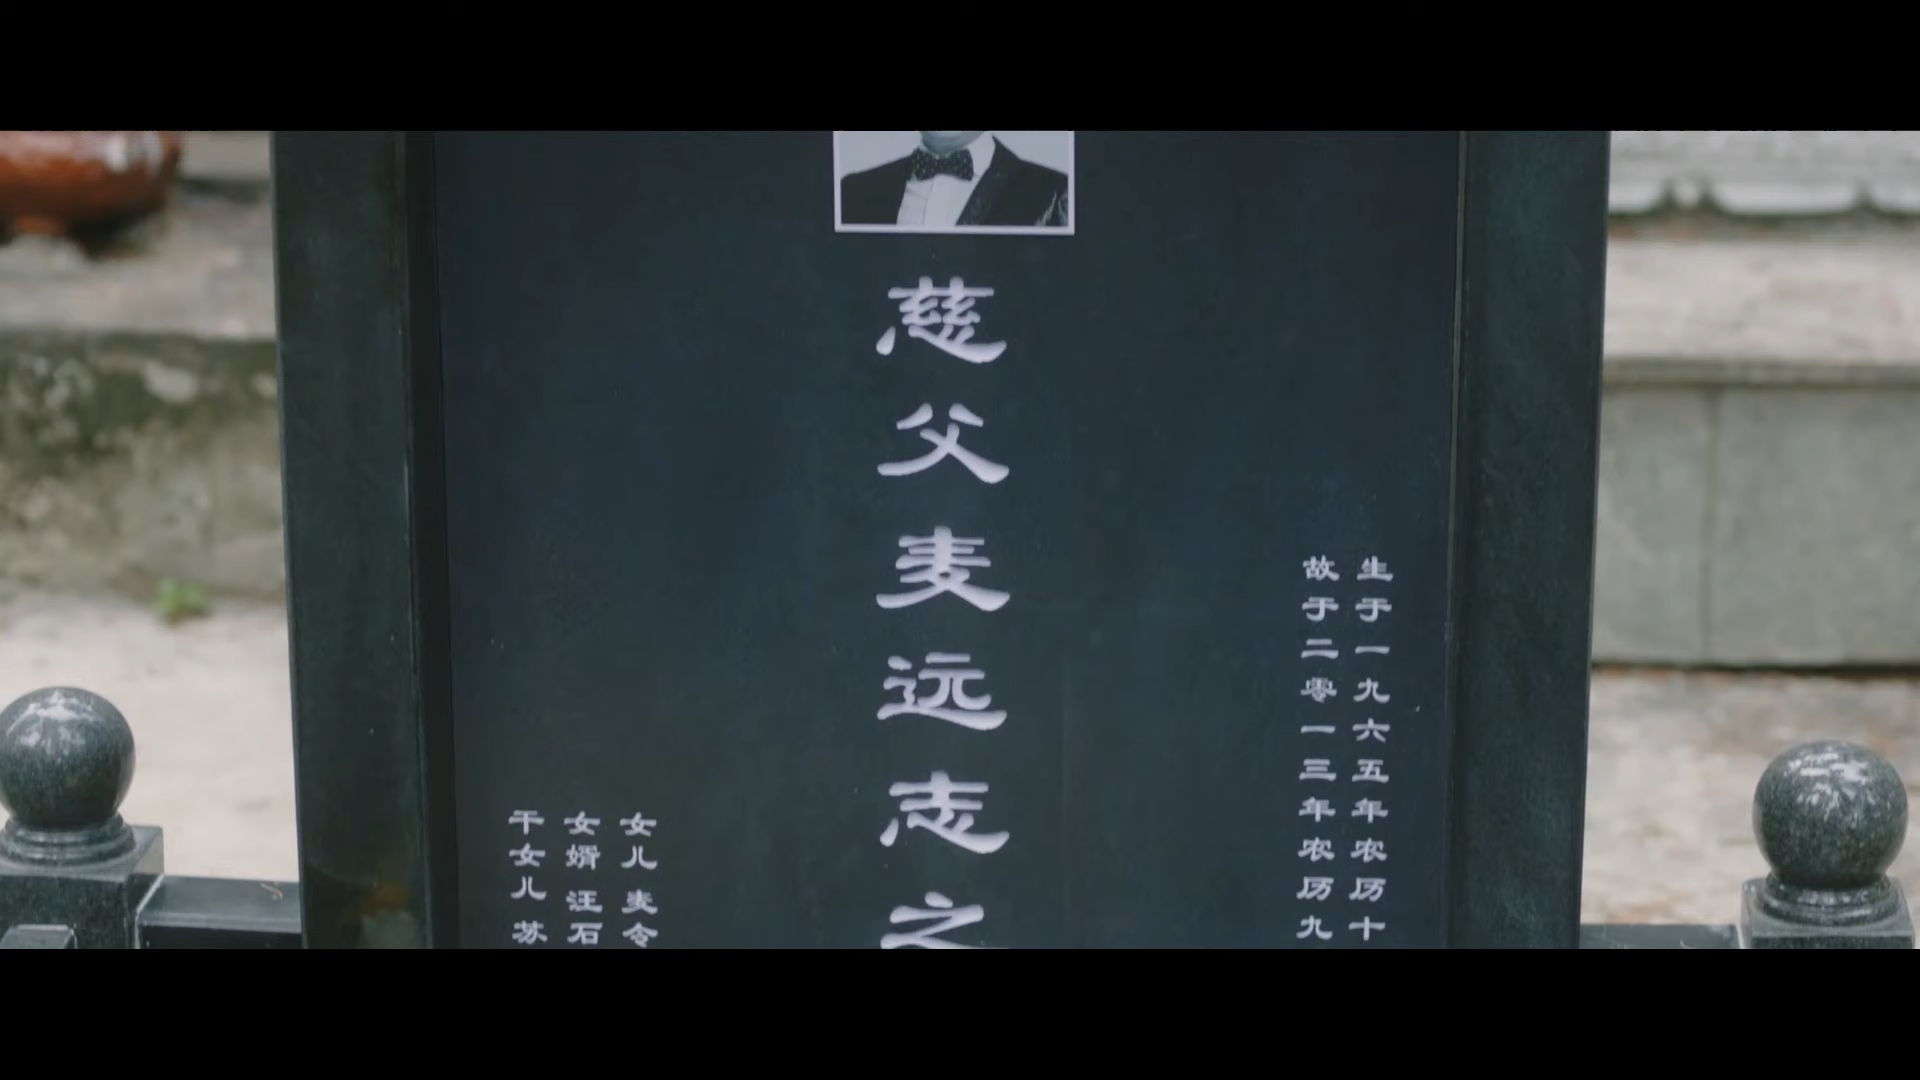 生于一九六五年农历十
故于二零一三年农历九
慈父麦远志之
女儿麦令
女婿汪石
干女儿苏